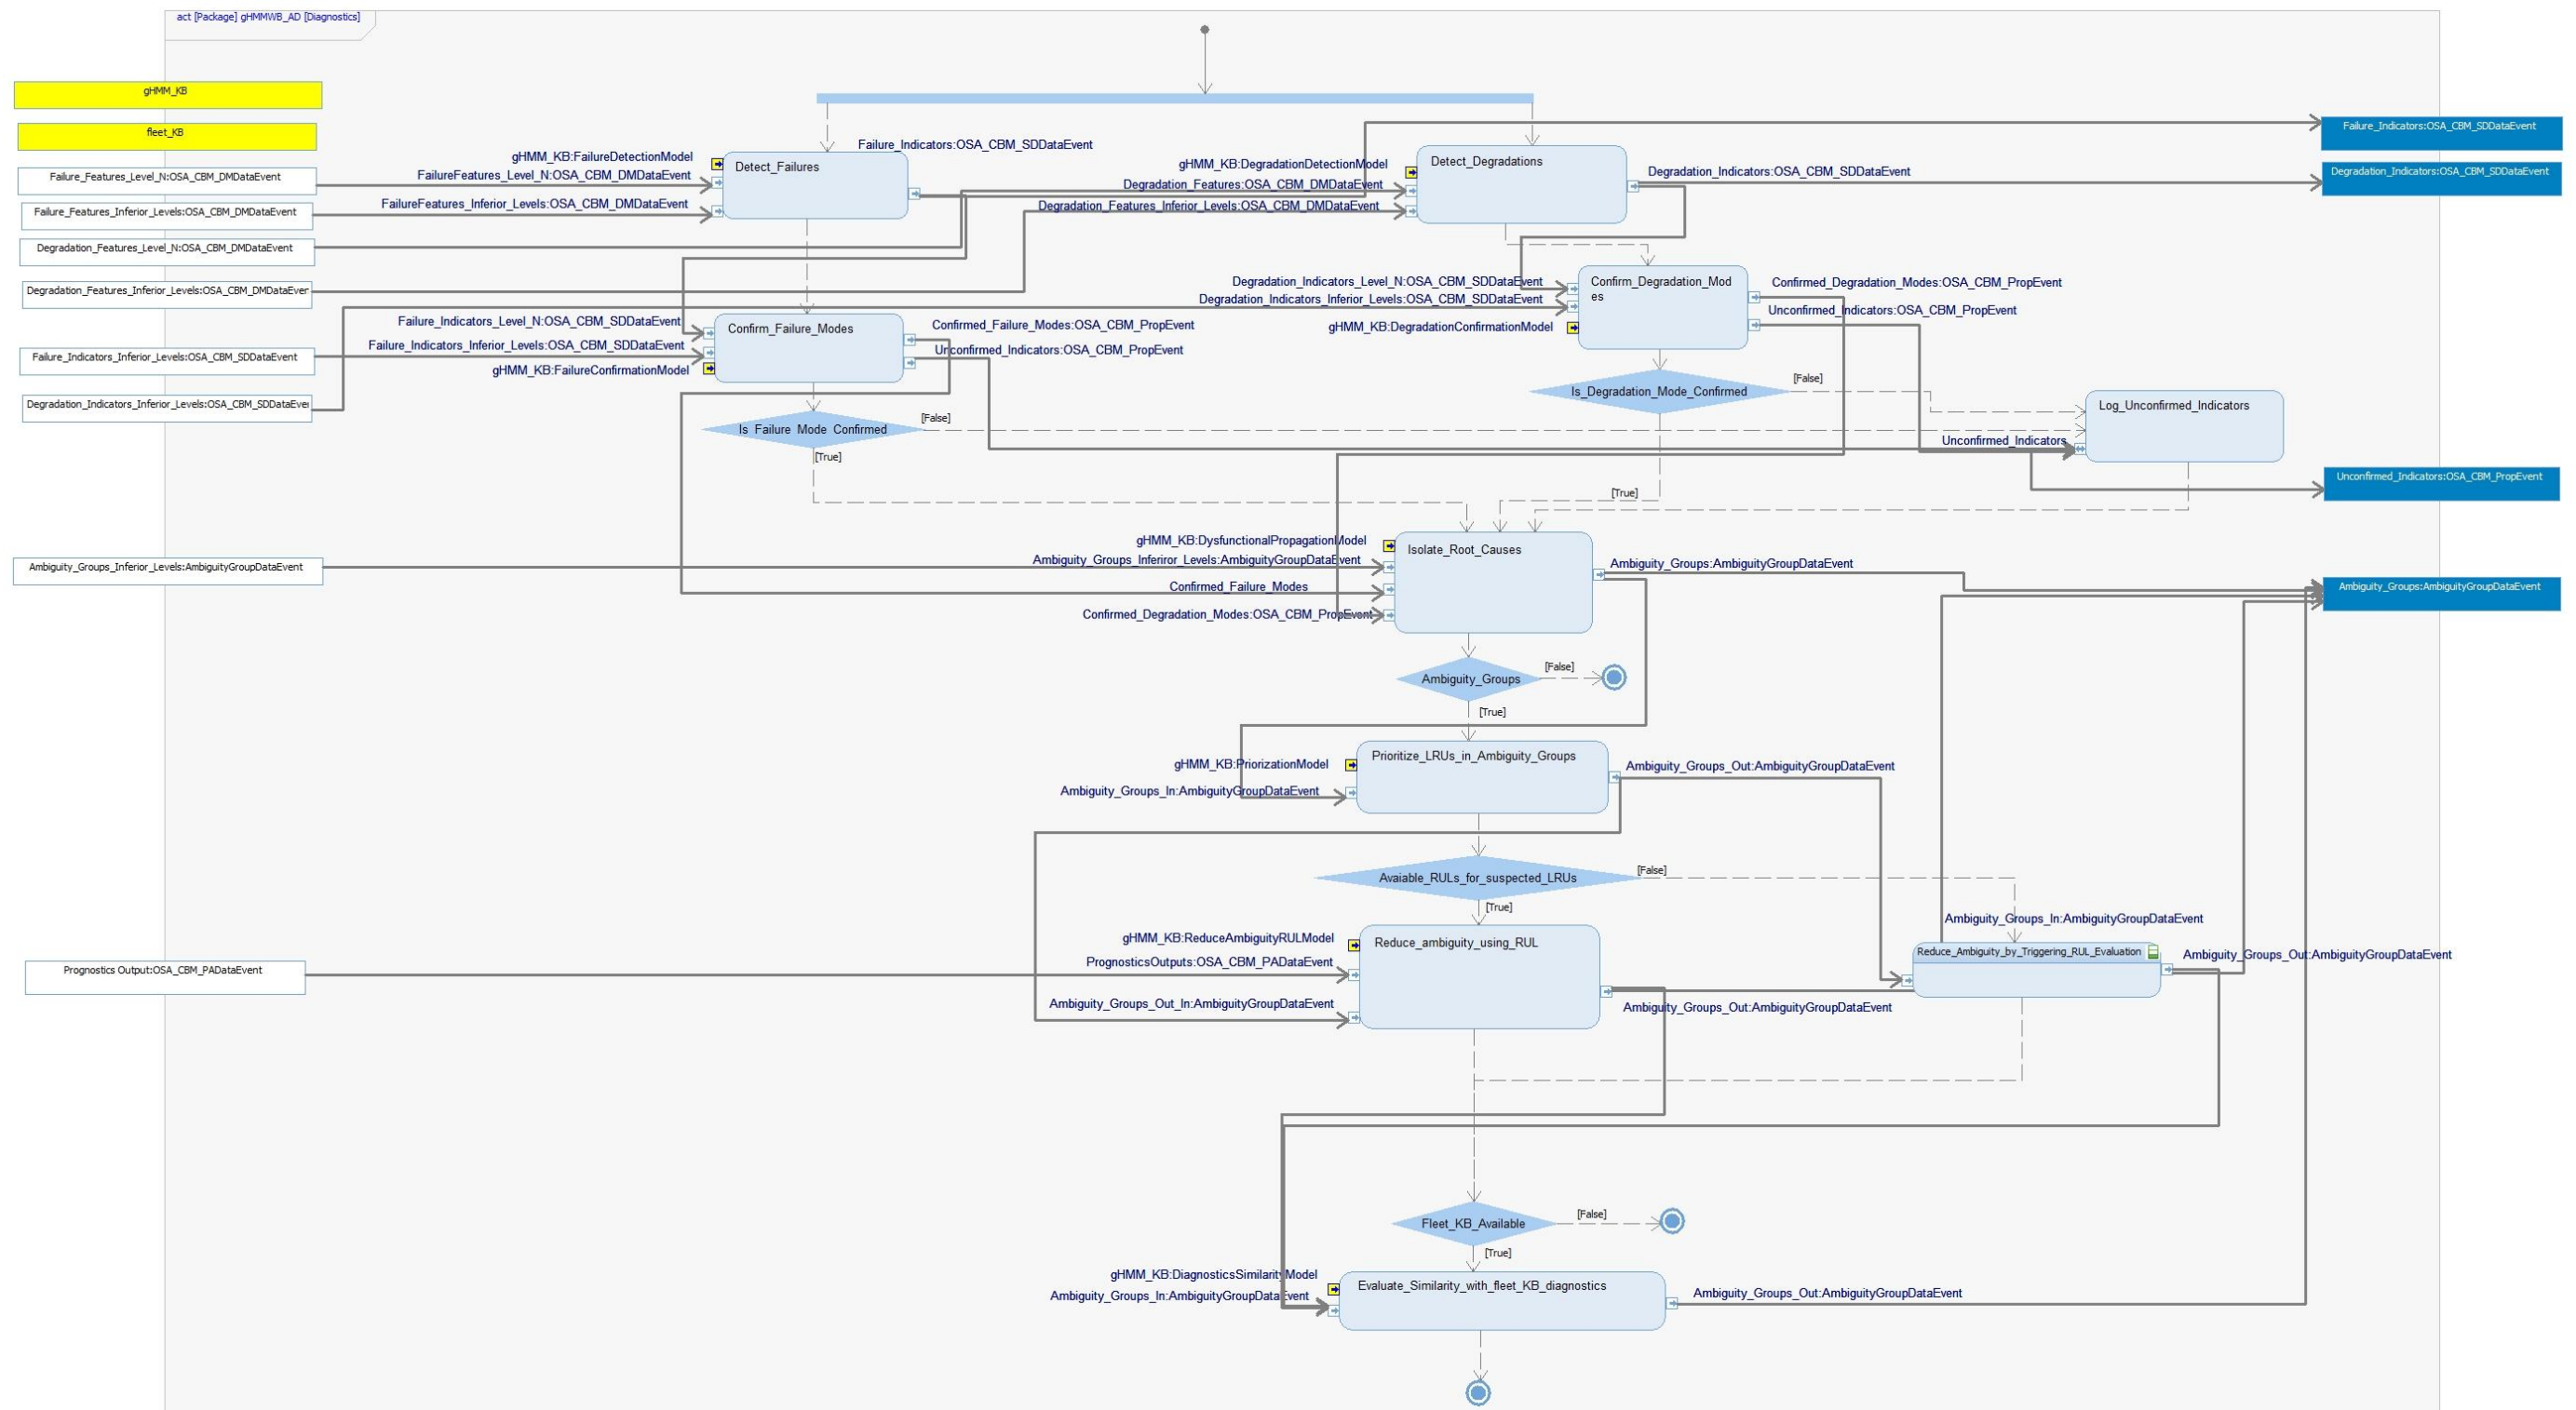 act [Package] gHMMWB_AD [Diagnostics]
gHMM_KB
fleet_KB
Failure_Features_Level_N:OSA_CBM_DMDataEvent
Failure_Features_Inferior_Levels:OSA_CBM_DMDataEvent
Degradation_Features_Level_N:OSA_CBM_DMDataEvent
Degradation_Features_Inferior_Levels:OSA_CBM_DMDataEver
Failure_Indicators_Inferior_Levels:OSA_CBM_SDDataEvent
Degradation_Indicators_Inferior_Levels:OSA_CBM_SDDataEver
Ambiguity_Groups_Inferior_Levels:AmbiguityGroupDataEvent
Prognostics Output:OSA_CBM_PADataEvent
gHMM_KB:FailureDetectionModel
FailureFeatures_Level_N:OSA_CBM_DMDataEvent
FailureFeatures_Inferior_Levels:OSA_CBM_DMDataEvent
Detect_Failures
Failure_Indicators:OSA_CBM_SDDataEvent
gHMM_KB:DegradationDetectionModel
Degradation_Features:OSA_CBM_DMDataEvent
Degradation_Features_Inferior_Levels:OSA_CBM_DMDataEvent
Detect_Degradations
Degradation_Indicators:OSA_CBM_SDDataEvent
Failure_Indicators:OSA_CBM_SDDataEvent
Degradation_Indicators:OSA_CBM_SDDataEvent
Degradation_Indicators_Level_N:OSA_CBM_SDDataEvent
Degradation_Indicators_Inferior_Levels:OSA_CBM_SDDataEvent
gHMM_KB:DegradationConfirmationModel
Confirm_Degradation_Mod
es
Confirmed_Degradation_Modes:OSA_CBM_PropEvent
Unconfirmed_Indicators:OSA_CBM_PropEvent
Failure_Indicators_Level_N:OSA_CBM_SDDataEvent
Failure_Indicators_Inferior_Levels:OSA_CBM_SDDataEvent
gHMM_KB:FailureConfirmationModel
Confirm_Failure_Modes
Confirmed_Failure_Modes:OSA_CBM_PropEvent
Unconfirmed_Indicators:OSA_CBM_PropEvent
Is_Degradation_Mode_Confirmed
[False]
Is_Failure_Mode_Confirmed
[False]
[True]
Log_Unconfirmed_Indicators
Unconfirmed_Indicators
Unconfirmed_Indicators:OSA_CBM_PropEvent
[True]
gHMM_KB:DysfunctionalPropagationModel
Ambiguity_Groups_Inferiror_Levels:AmbiguityGroupDataEvent
Confirmed_Failure_Modes
Confirmed_Degradation_Modes:OSA_CBM_PropEvent
Isolate_Root_Causes
Ambiguity_Groups:AmbiguityGroupDataEvent
Ambiguity_Groups:AmbiguityGroupDataEvent
Ambiguity_Groups
[False]
[True]
gHMM_KB:PriorizationModel
Ambiguity_Groups_In:AmbiguityGroupDataEvent
Prioritize_LRUs_in_Ambiguity_Groups
Ambiguity_Groups_Out:AmbiguityGroupDataEvent
Avaiable_RULs_for_suspected_LRUs
[False]
[True]
gHMM_KB:ReduceAmbiguityRULModel
PrognosticsOutputs:OSA_CBM_PADataEvent
Ambiguity_Groups_Out_In:AmbiguityGroupDataEvent
Reduce_ambiguity_using_RUL
Ambiguity_Groups_Out:AmbiguityGroupDataEvent
Ambiguity_Groups_In:AmbiguityGroupDataEvent
Reduce_Ambiguity_by_Triggering_RUL_Evaluation
Ambiguity_Groups_Out:AmbiguityGroupDataEvent
Fleet_KB_Available
[False]
[True]
gHMM_KB:DiagnosticsSimilarityModel
Ambiguity_Groups_In:AmbiguityGroupDataEvent
Evaluate_Similarity_with_fleet_KB_diagnostics
Ambiguity_Groups_Out:AmbiguityGroupDataEvent